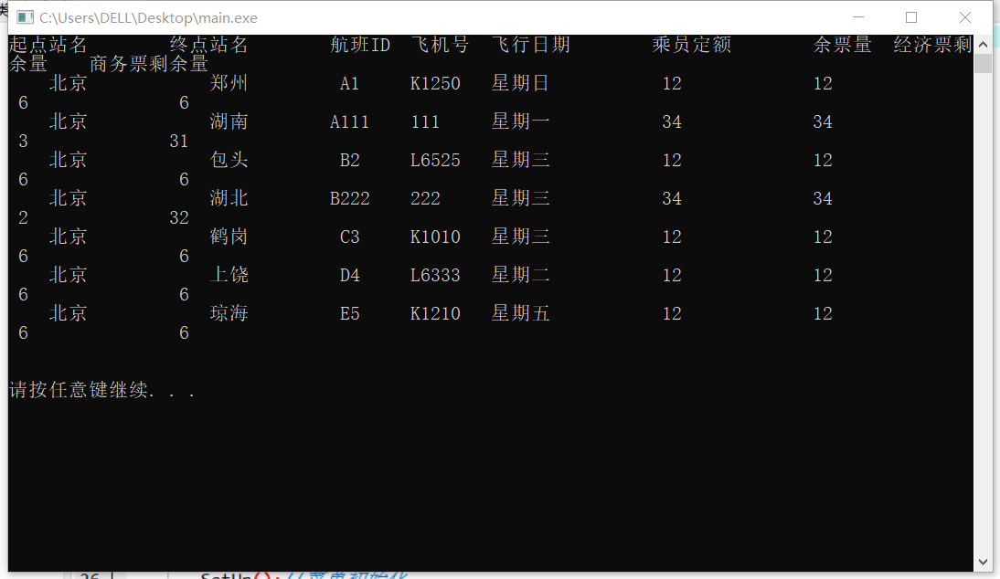 C:\Users\DELL\Desktop\main.exe
起点站名 终点站名 航班ID 飞机号 飞行日期 乘员定额 余票量 经济票剩
余量 商务票剩余量
北京 郑州 A1 K1250 星期日 12 12
6 6
北京 湖南 A111 111 星期一 34 34
3 31
北京 包头 B2 L6525 星期三 12 12
6 6
北京 湖北 B222 222 星期三 34 34
2 32
北京 鹤岗 C3 K1010 星期三 12 12
6 6
北京 上饶 D4 L6333 星期二 12 12
6 6
北京 琼海 E5 K1210 星期五 12 12
6 6
请按任意键继续. . .